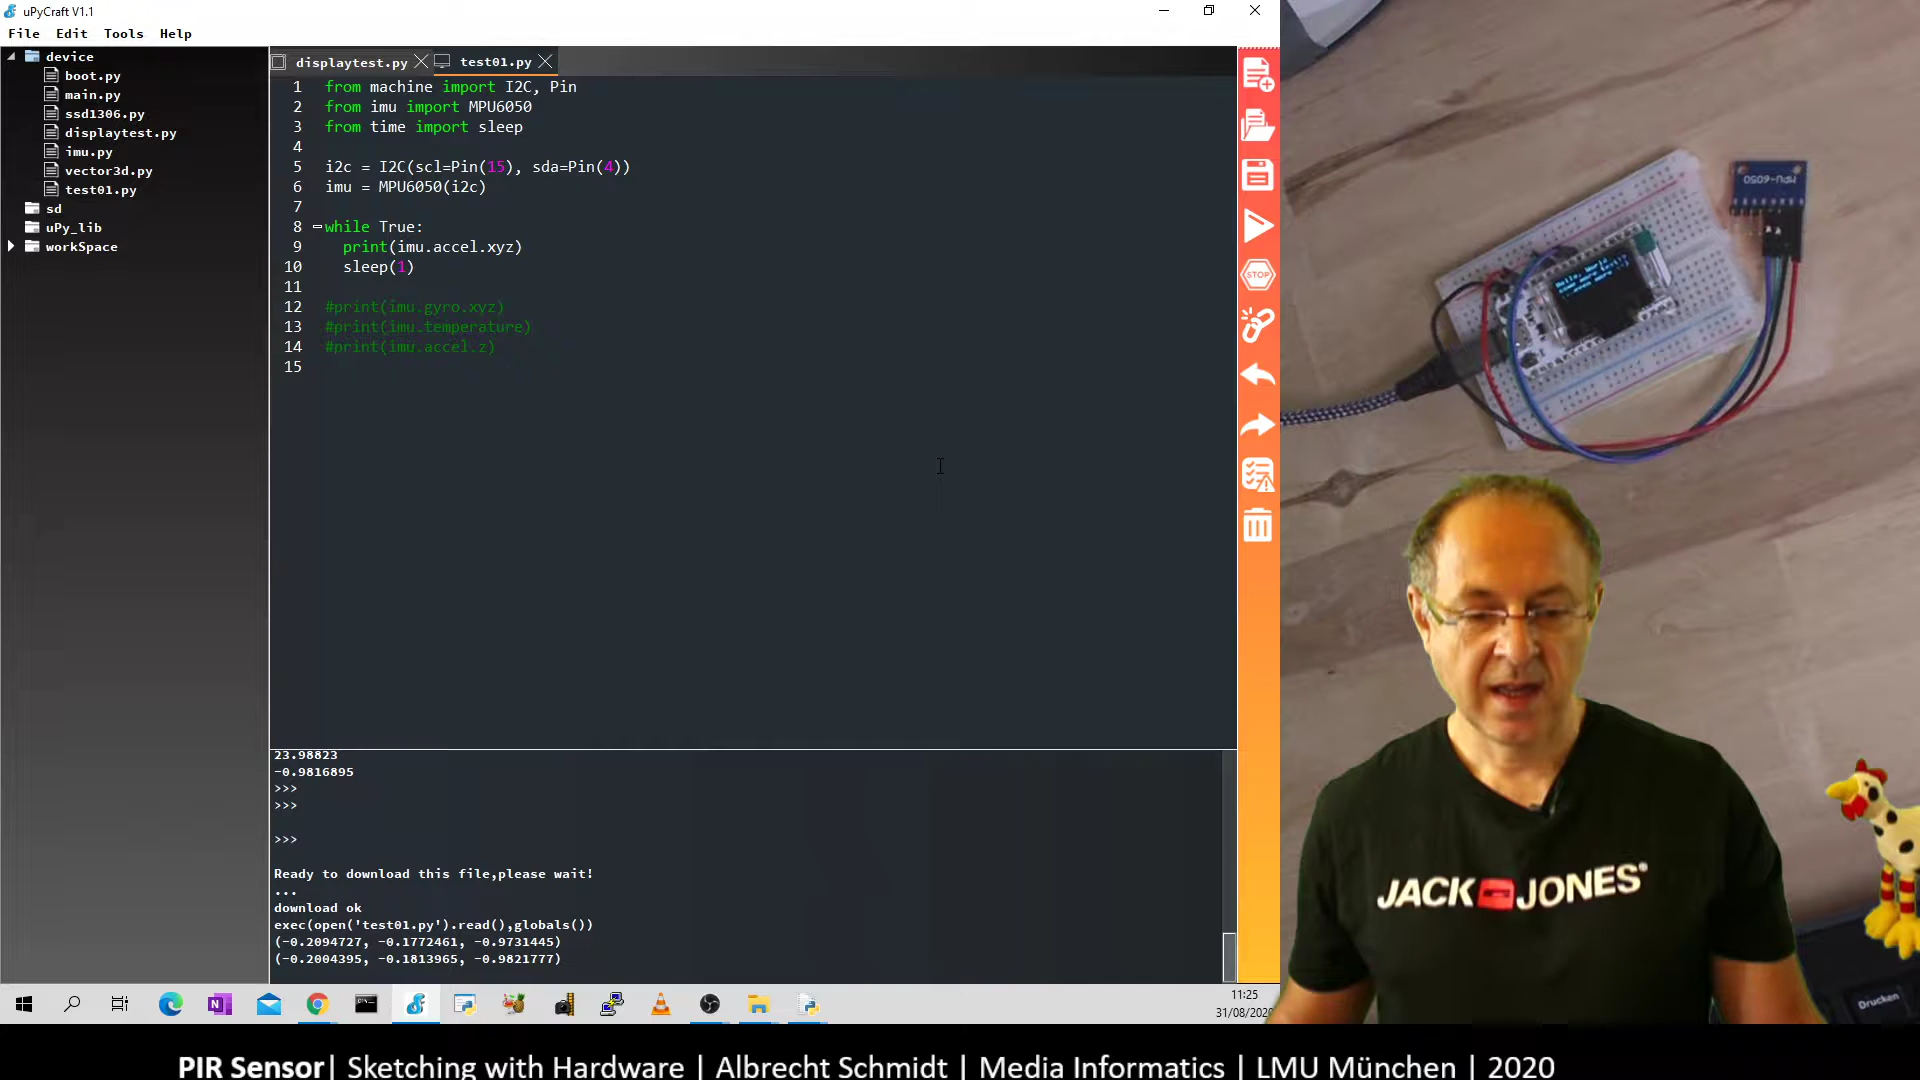 uPyCraft V1.1
File Edit Tools Help
device
boot.py
main.py
ssd1306.py
displaytest.py
imu.py
vector3d.py
test01.py
sd
uPy_lib
workSpace
displaytest.py
test01.py
1 from machine import I2C, Pin
2 from imu import MPU6050
3 from time import sleep
4
5 i2c = I2C(scl=Pin(15), sda=Pin(4))
6 imu = MPU6050(i2c)
7
8 while True:
9 print(imu.accel.xyz)
10 sleep(1)
11
12 #print(imu.gyro.xyz)
13 #print(imu.temperature)
14 #print(imu.accel.z)
15
STOP
23.98823
-0.9816895
>>>
>>>
>>>
Ready to download this file,please wait!
...
download ok
exec(open('test01.py').read(),globals())
(-0.2094727, -0.1772461, -0.9731445)
(-0.2004395, -0.1813965, -0.9821777)
11:25
31/08/2020
MPU-6050
Hello, World
JACK JONES®
Drucken
PIR Sensor| Sketching with Hardware | Albrecht Schmidt | Media Informatics | LMU München | 2020